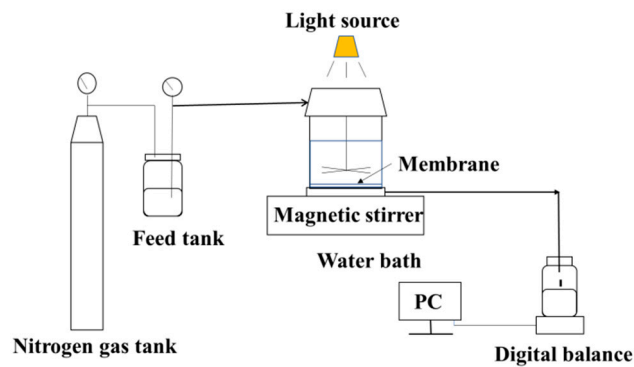 Light source
Membrane
Magnetic stirrer
Feed tank
Water bath
PC
Nitrogen gas tank
Digital balance